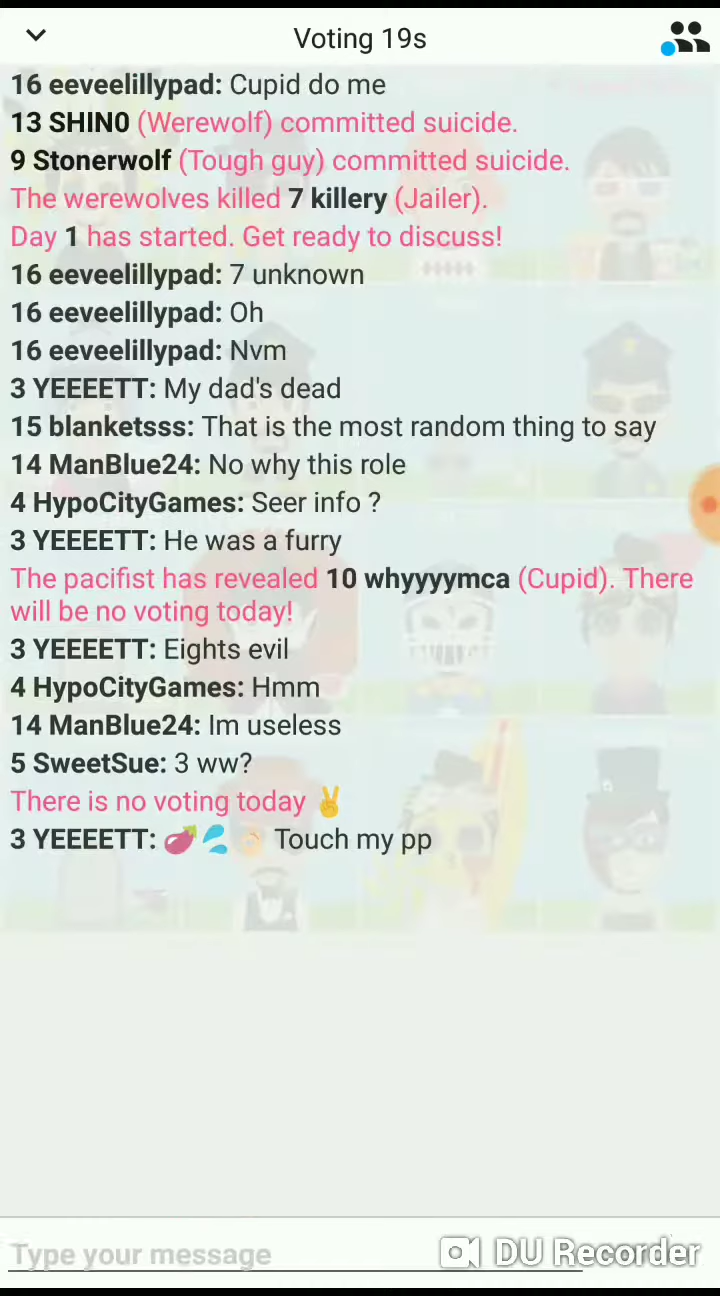 Voting 19s
16 eeveelillypad: Cupid do me
13 SHIN0 (Werewolf) committed suicide.
9 Stonerwolf (Tough guy) committed suicide.
The werewolves killed 7 killery (Jailer).
Day 1 has started. Get ready to discuss!
16 eeveelillypad: 7 unknown
16 eeveelillypad: Oh
16 eeveelillypad: Nvm
3 YEEEETT: My dad's dead
15 blanketsss: That is the most random thing to say
14 ManBlue24: No why this role
4 HypoCityGames: Seer info ?
3 YEEEETT: He was a furry
The pacifist has revealed 10 whyyyymca (Cupid). There
will be no voting today!
3 YEEEETT: Eights evil
4 HypoCityGames: Hmm
14 ManBlue24: Im useless
5 SweetSue: 3 ww?
There is no voting today ✌️
3 YEEEETT: 🍆💦👌 Touch my pp
Type your message
DU Recorder